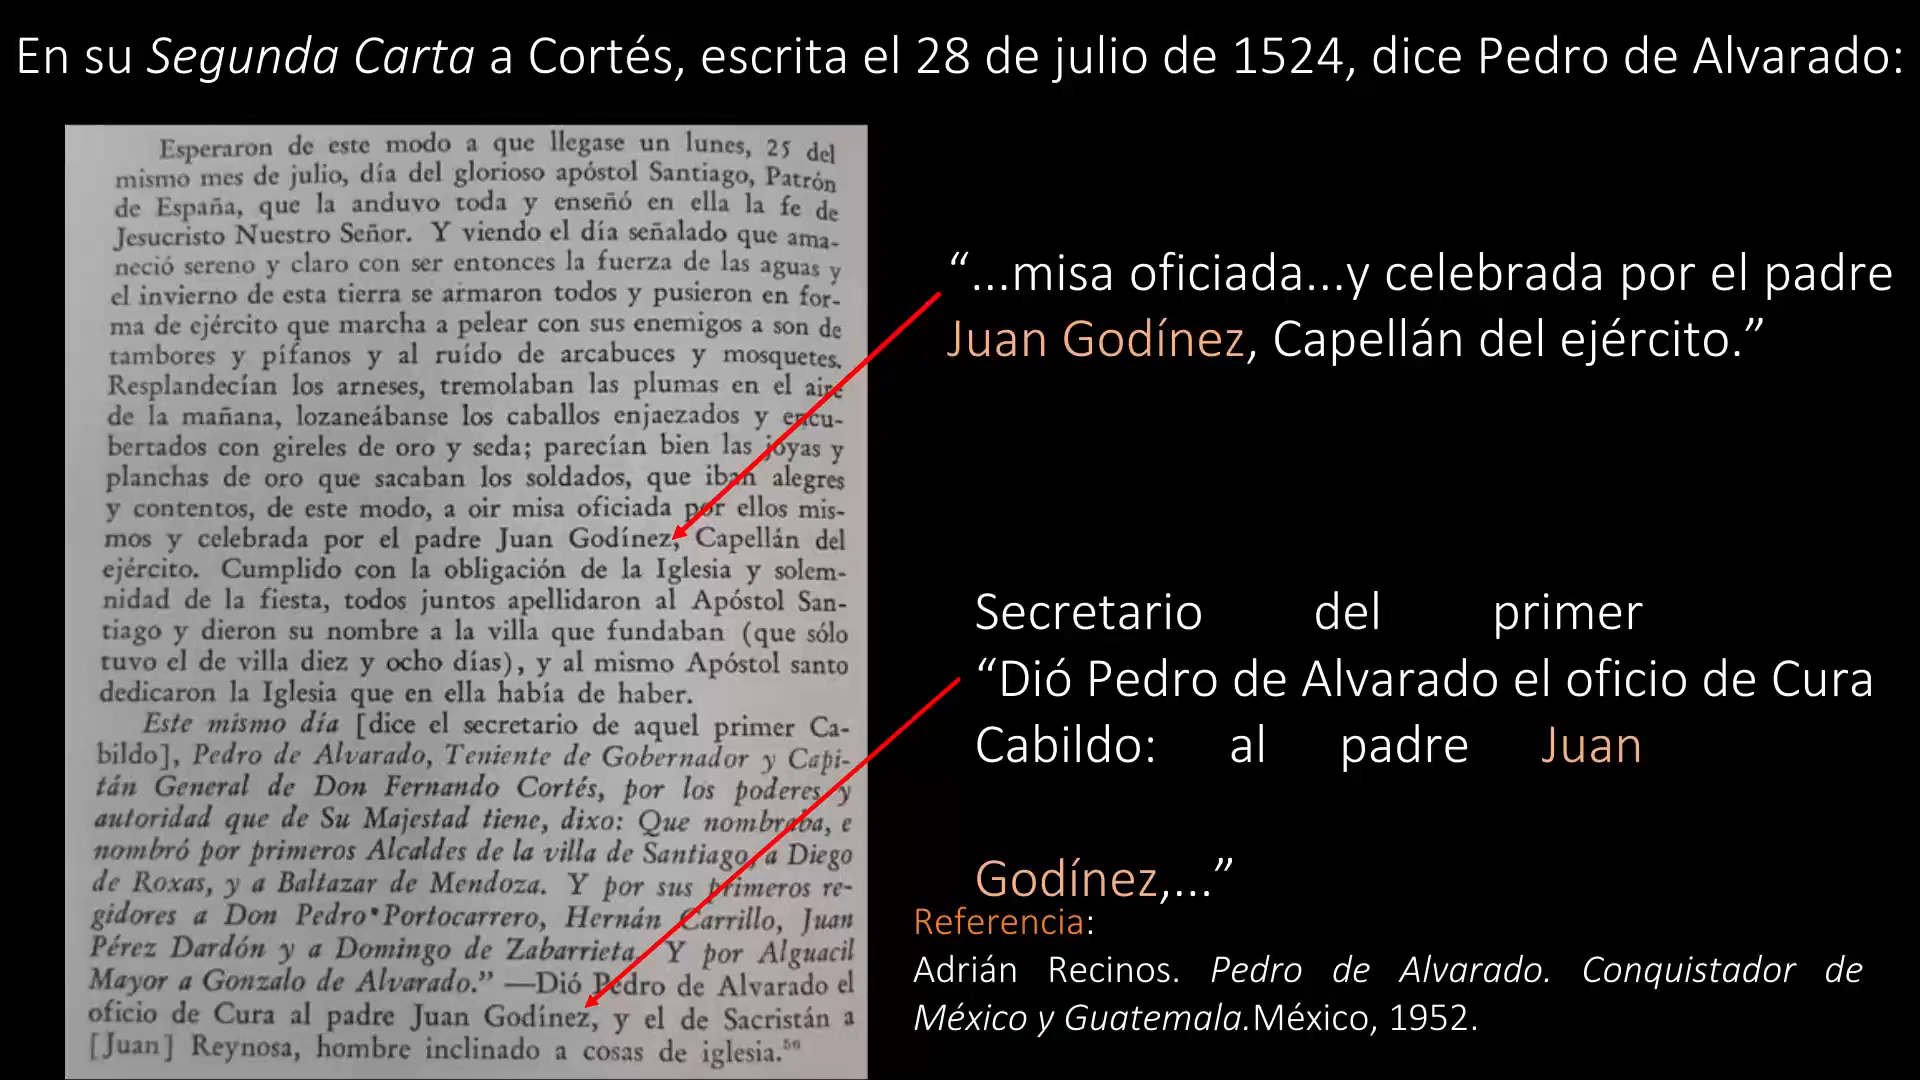 En su Segunda Carta a Cortés, escrita el 28 de julio de 1524, dice Pedro de Alvarado:
Esperaron de este modo a que llegase un lunes, 25 del
mismo mes de julio, día del glorioso apóstol Santiago, Patrón
de España, que la anduvo toda y enseñó en ella la fe de
Jesucristo Nuestro Señor. Y viendo el día señalado que ama-
neció sereno y claro con ser entonces la fuerza de las aguas y
el invierno de esta tierra se armaron todos y pusieron en for-
ma de ejército que marcha a pelear con sus enemigos a son de
tambores y pífanos y al ruído de arcabuces y mosquetes.
Resplandecían los arneses, tremolaban las plumas en el aire
de la mañana, lozaneábanse los caballos enjaezados y encu-
bertados con gireles de oro y seda; parecían bien las joyas y
planchas de oro que sacaban los soldados, que iban alegres
y contentos, de este modo, a oir misa oficiada por ellos mis-
mos y celebrada por el padre Juan Godínez, Capellán del
ejército. Cumplido con la obligación de la Iglesia y solem-
nidad de la fiesta, todos juntos apellidaron al Apóstol San-
tiago y dieron su nombre a la villa que fundaban (que sólo
tuvo el de villa diez y ocho días), y al mismo Apóstol santo
dedicaron la Iglesia que en ella había de haber.
Este mismo día [dice el secretario de aquel primer Ca-
bildo], Pedro de Alvarado, Teniente de Gobernador y Capi-
tán General de Don Fernando Cortés, por los poderes y
autoridad que de Su Majestad tiene, dixo: Que nombraba, e
nombró por primeros Alcaldes de la villa de Santiago, a Diego
de Roxas, y a Baltazar de Mendoza. Y por sus primeros re-
gidores a Don Pedro Portocarrero, Hernán Carrillo, Juan
Pérez Dardón y a Domingo de Zabarrieta. Y por Alguacil
Mayor a Gonzalo de Alvarado.” —Dió Pedro de Alvarado el
oficio de Cura al padre Juan Godínez, y el de Sacristán a
[Juan] Reynosa, hombre inclinado a cosas de iglesia.⁵⁰
“...misa oficiada...y celebrada por el padre
Juan Godínez, Capellán del ejército.”
Secretario del primer
“Dió Pedro de Alvarado el oficio de Cura
Cabildo: al padre Juan
Godínez,...”
Referencia:
Adrián Recinos. Pedro de Alvarado. Conquistador de
México y Guatemala.México, 1952.